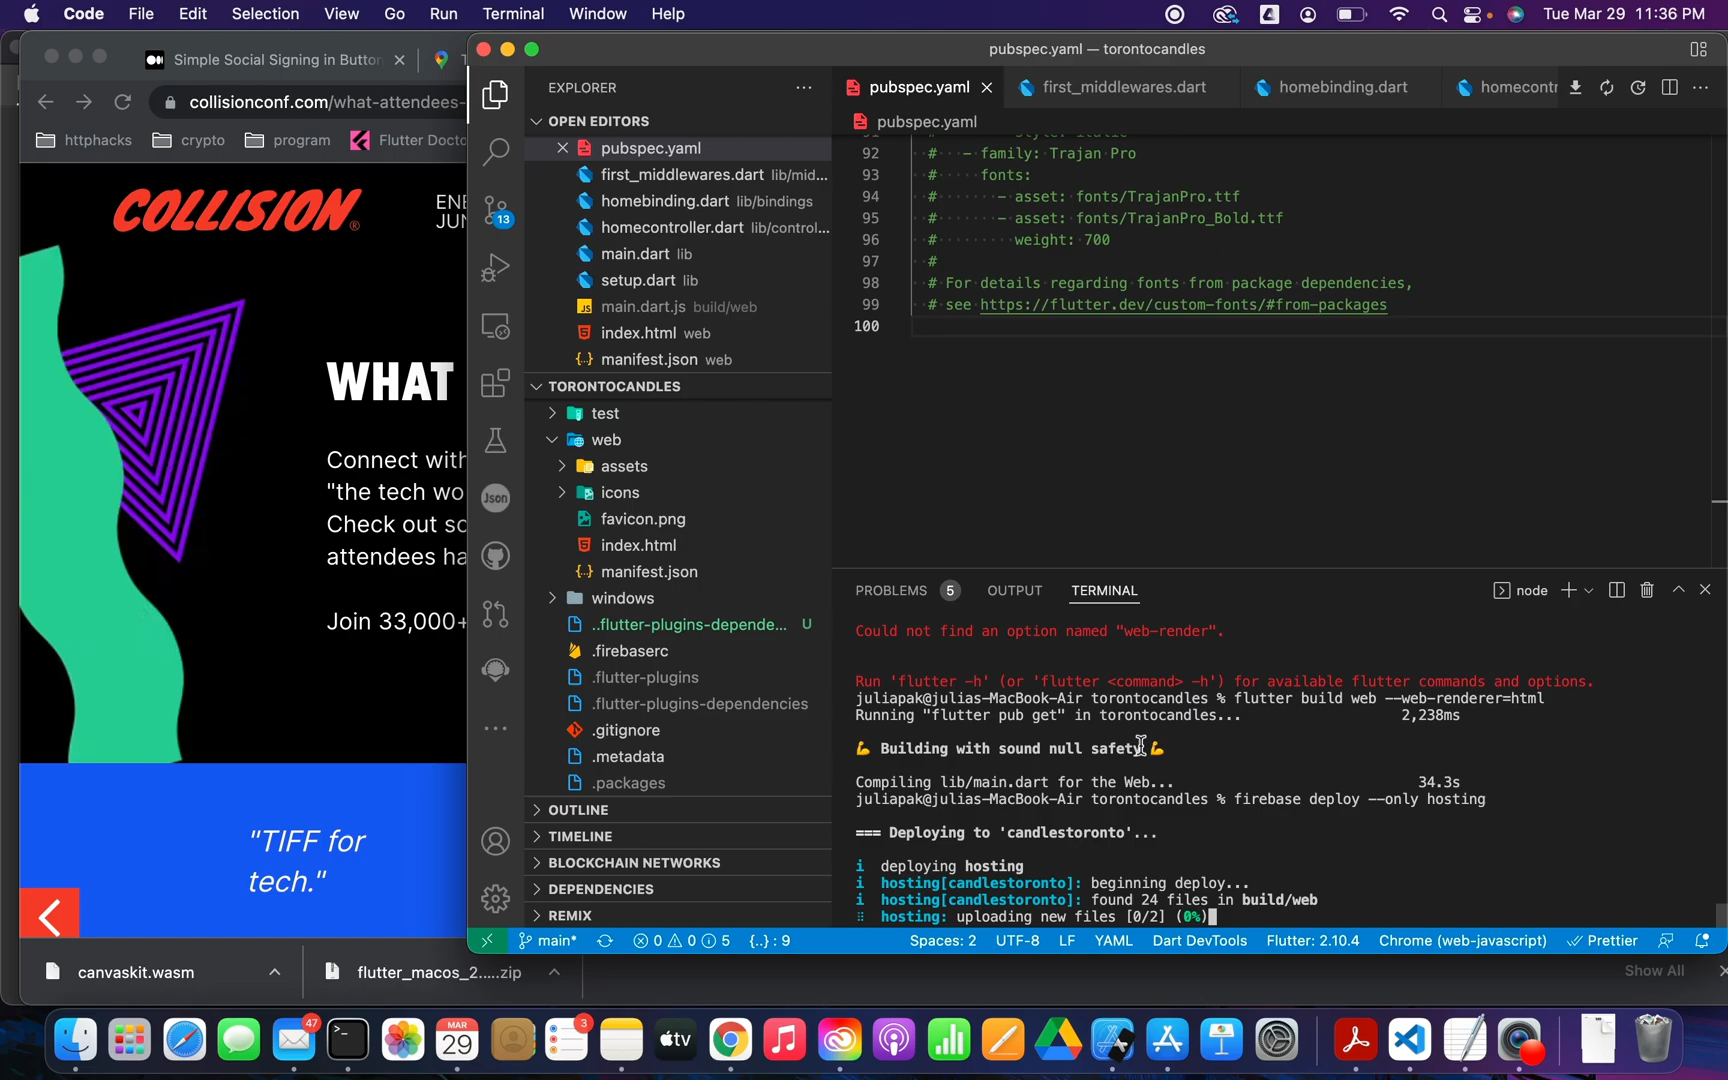 Code File Edit Selection View Go Run Terminal Window Help Tue Mar 29 11:36 PM
Simple Social Signing in Button
collisionconf.com/what-attendees-
httphacks crypto program Flutter Docto
COLLISION®
ENE
JUN
WHAT
Connect with
"the tech wo
Check out so
attendees ha
Join 33,000+
"TIFF for
tech."
canvaskit.wasm flutter_macos_2.....zip Show All
pubspec.yaml — torontocandles
EXPLORER
OPEN EDITORS
pubspec.yaml
first_middlewares.dart lib/mid...
homebinding.dart lib/bindings
homecontroller.dart lib/control...
main.dart lib
setup.dart lib
main.dart.js build/web
index.html web
manifest.json web
TORONTOCANDLES
test
web
assets
icons
favicon.png
index.html
manifest.json
windows
..flutter-plugins-depende... U
.firebaserc
.flutter-plugins
.flutter-plugins-dependencies
.gitignore
.metadata
.packages
OUTLINE
TIMELINE
BLOCKCHAIN NETWORKS
DEPENDENCIES
REMIX
13
Json
pubspec.yaml first_middlewares.dart homebinding.dart homecontr
pubspec.yaml
91 # style: italic
92 # - family: Trajan Pro
93 # fonts:
94 # - asset: fonts/TrajanPro.ttf
95 # - asset: fonts/TrajanPro_Bold.ttf
96 # weight: 700
97 #
98 # For details regarding fonts from package dependencies,
99 # see https://flutter.dev/custom-fonts/#from-packages
100
PROBLEMS 5 OUTPUT TERMINAL node
Could not find an option named "web-render".
Run 'flutter -h' (or 'flutter <command> -h') for available flutter commands and options.
juliapak@julias-MacBook-Air torontocandles % flutter build web --web-renderer=html
Running "flutter pub get" in torontocandles... 2,238ms
💪 Building with sound null safety 💪
Compiling lib/main.dart for the Web... 34.3s
juliapak@julias-MacBook-Air torontocandles % firebase deploy --only hosting
=== Deploying to 'candlestoronto'...
i deploying hosting
i hosting[candlestoronto]: beginning deploy...
i hosting[candlestoronto]: found 24 files in build/web
⠿ hosting: uploading new files [0/2] (0%)
main* 0 0 5 {..} : 9 Spaces: 2 UTF-8 LF YAML Dart DevTools Flutter: 2.10.4 Chrome (web-javascript) Prettier
47
MAR
29
3
tv